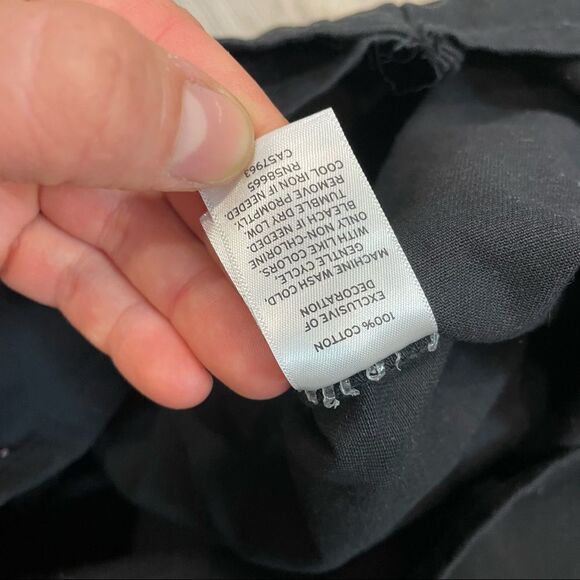 100% COTTON
EXCLUSIVE OF
DECORATION
MACHINE WASH COLD,
GENTLE CYCLE,
WITH LIKE COLORS.
ONLY NON-CHLORINE
BLEACH IF NEEDED.
TUMBLE DRY LOW.
REMOVE PROMPTLY.
COOL IRON IF NEEDED.
RN58665
CA57963